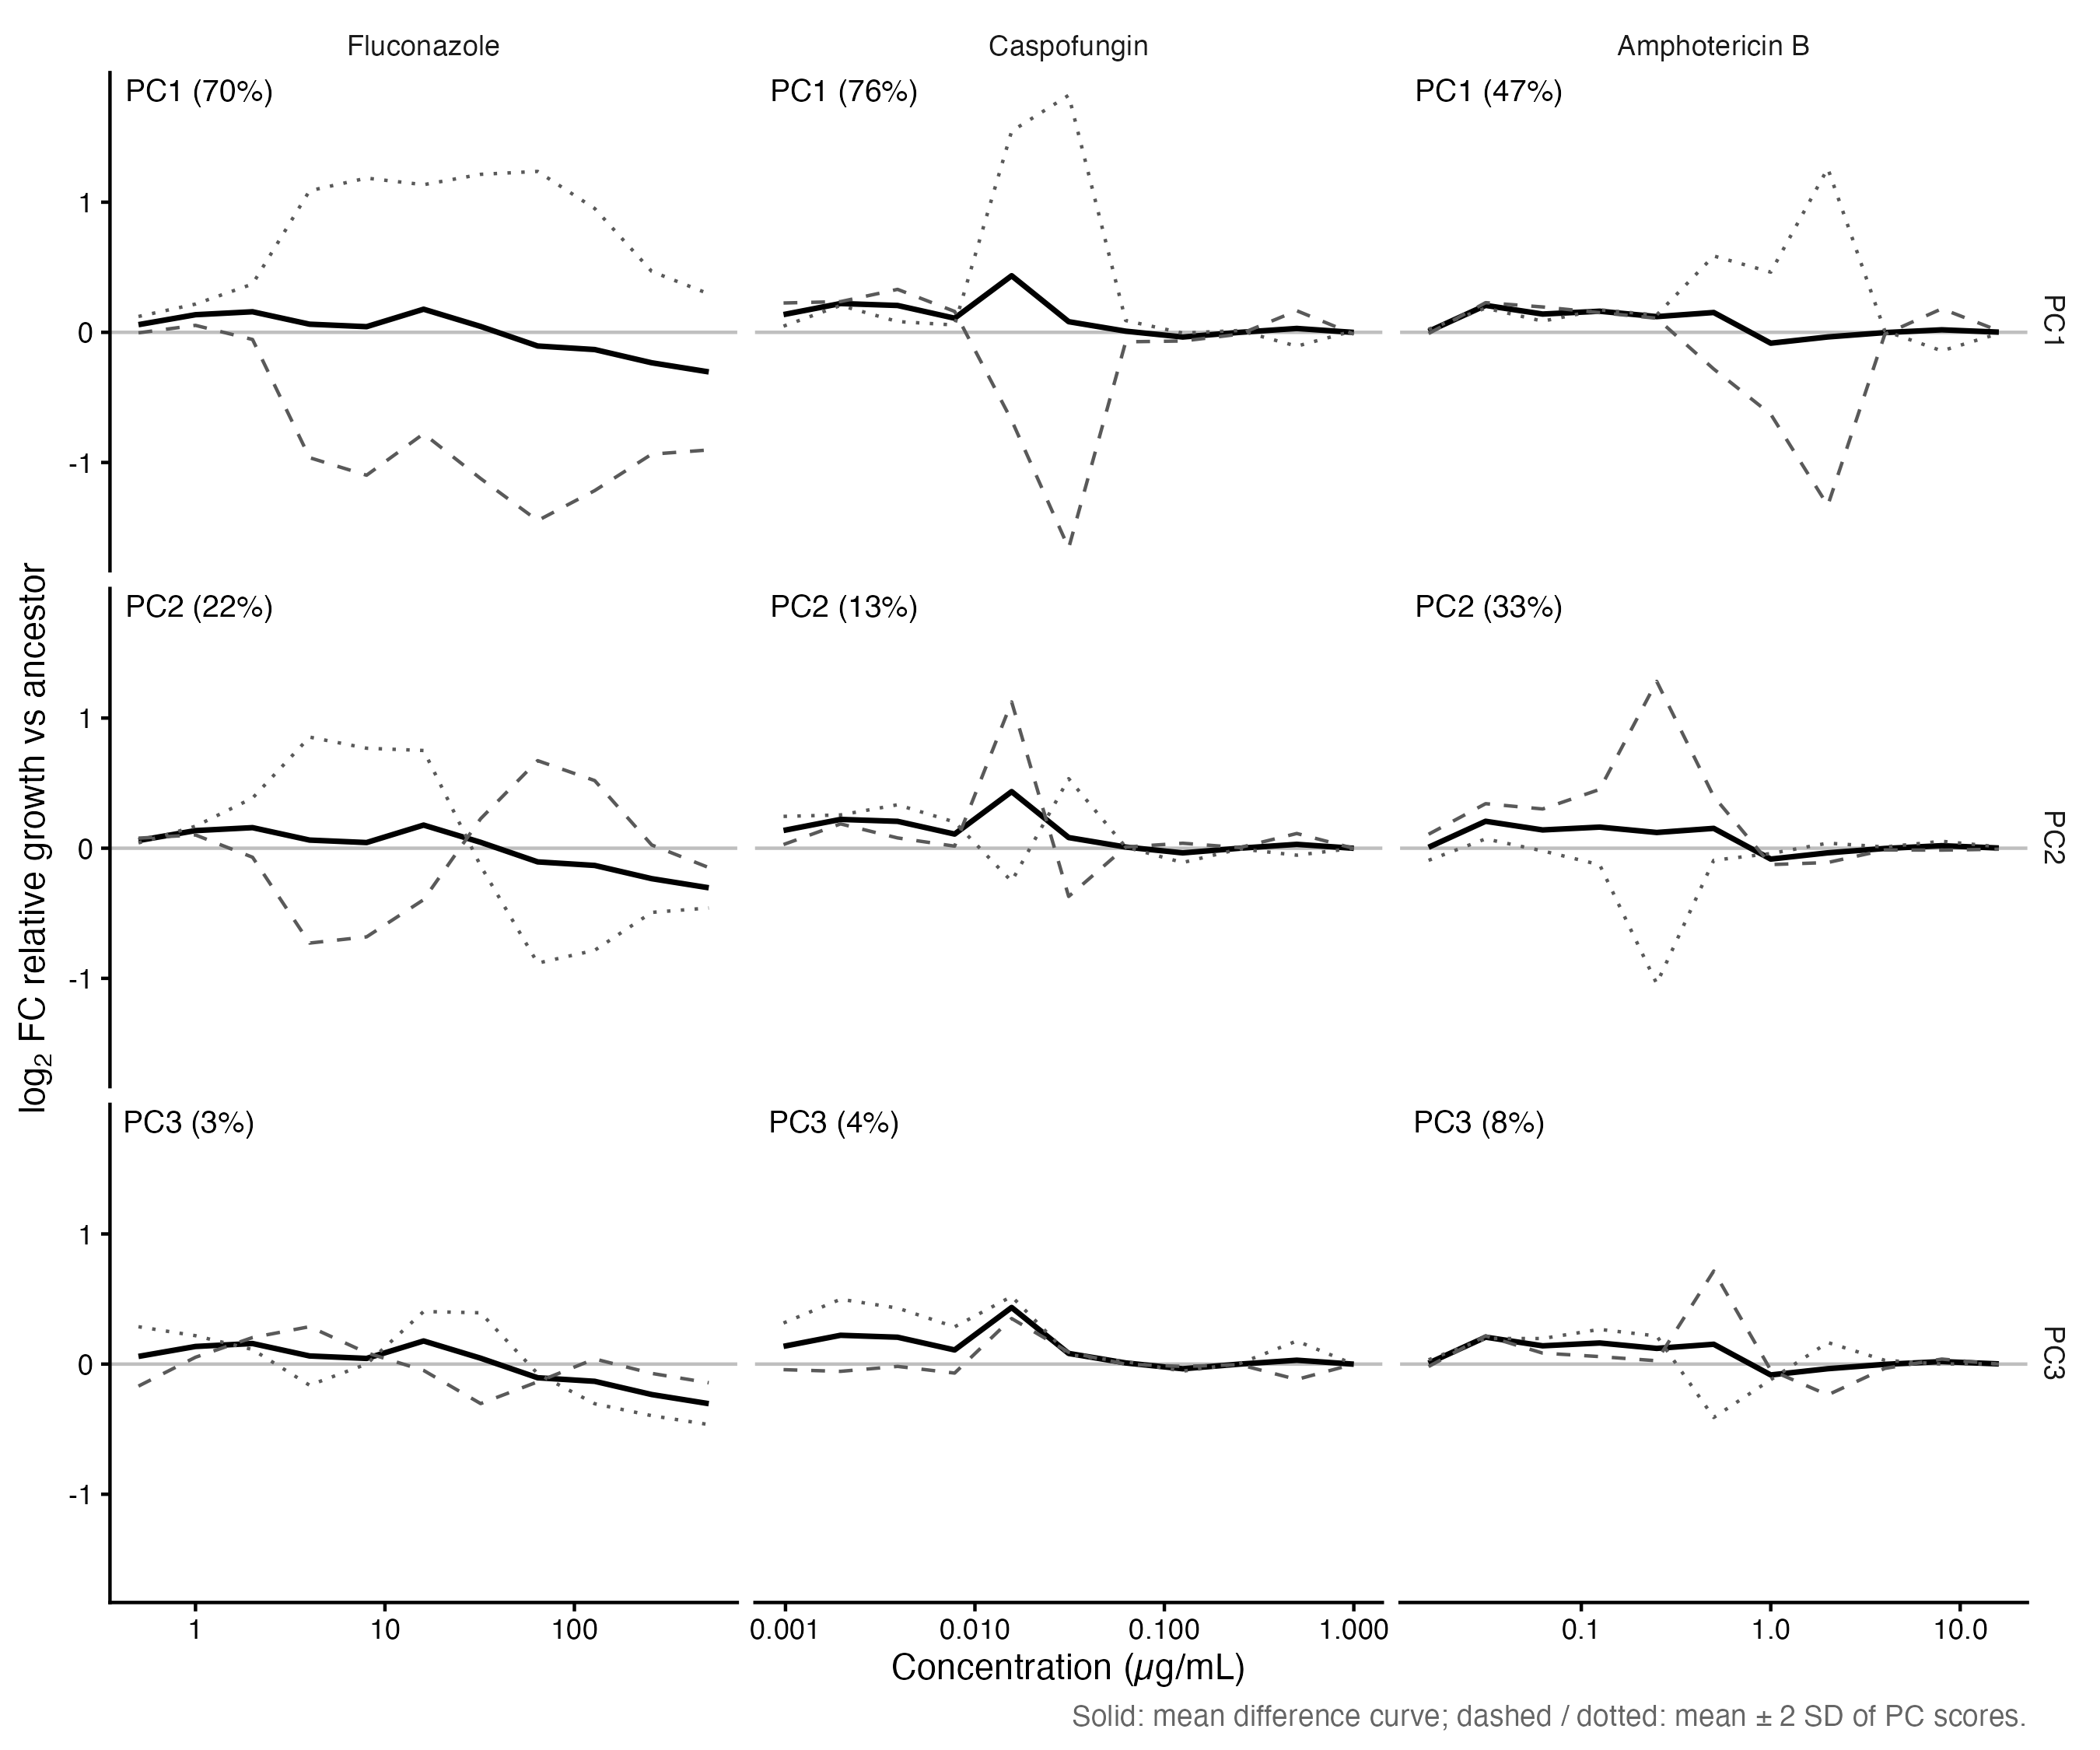 Fluconazole Caspofungin Amphotericin B
PC1 (70%) PC1 (76%) PC1 (47%)
1
0
-1
PC1
PC2 (22%) PC2 (13%) PC2 (33%)
1
0
-1
PC2
PC3 (3%) PC3 (4%) PC3 (8%)
1
0
-1
PC3
log₂ FC relative growth vs ancestor
1 10 100 0.001 0.010 0.100 1.000 0.1 1.0 10.0
Concentration (µg/mL)
Solid: mean difference curve; dashed / dotted: mean ± 2 SD of PC scores.